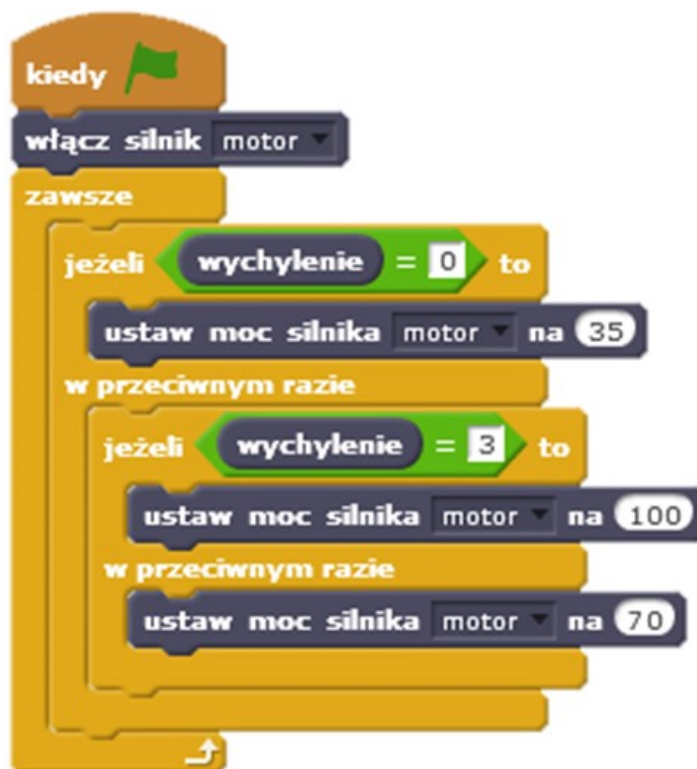 kiedy
włącz silnik motor
zawsze
jeżeli wychylenie = 0 to
ustaw moc silnika motor na 35
w przeciwnym razie
jeżeli wychylenie = 3 to
ustaw moc silnika motor na 100
w przeciwnym razie
ustaw moc silnika motor na 70